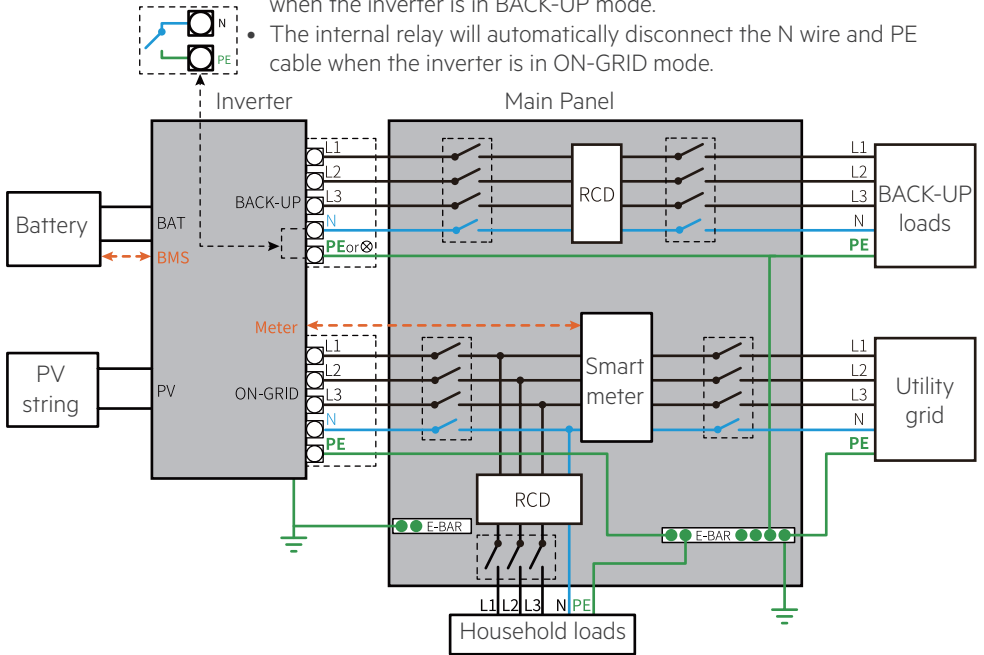 when the inverter is in BACK-UP mode.
N
• The internal relay will automatically disconnect the N wire and PE
PE
cable when the inverter is in ON-GRID mode.
Inverter
Main Panel
L1
L1
L2
L2
BACK-UP
L3
RCD
L3
BACK-UP
loads
Battery
BAT
N
N
PEor⊗
PE
BMS
Meter
L1
L1
PV
string
L2
Smart
meter
L2
Utility
grid
PV
ON-GRID
L3
L3
N
N
PE
PE
RCD
E-BAR
E-BAR
L1 L2 L3 N PE
Household loads